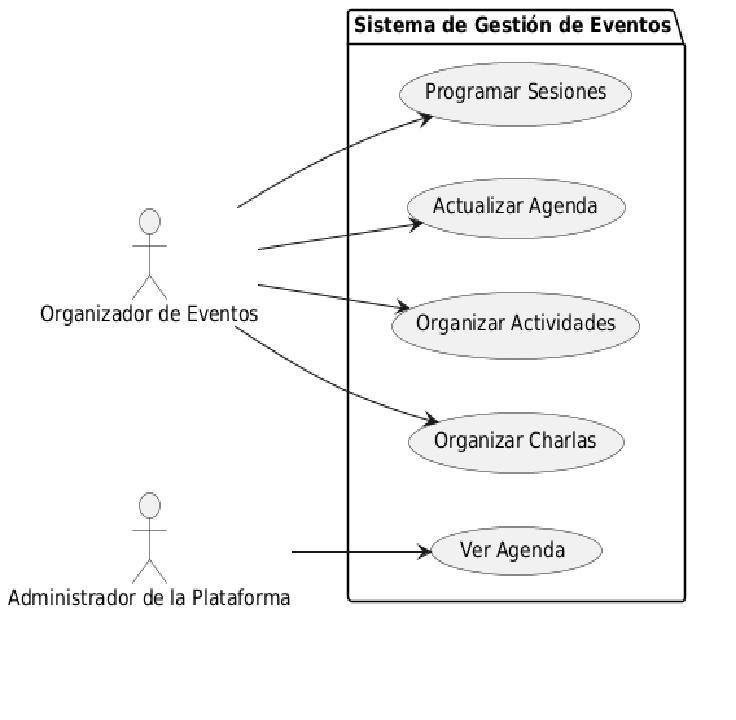 Sistema de Gestión de Eventos
Programar Sesiones
Actualizar Agenda
Organizador de Eventos
Organizar Actividades
Organizar Charlas
Ver Agenda
Administrador de la Plataforma